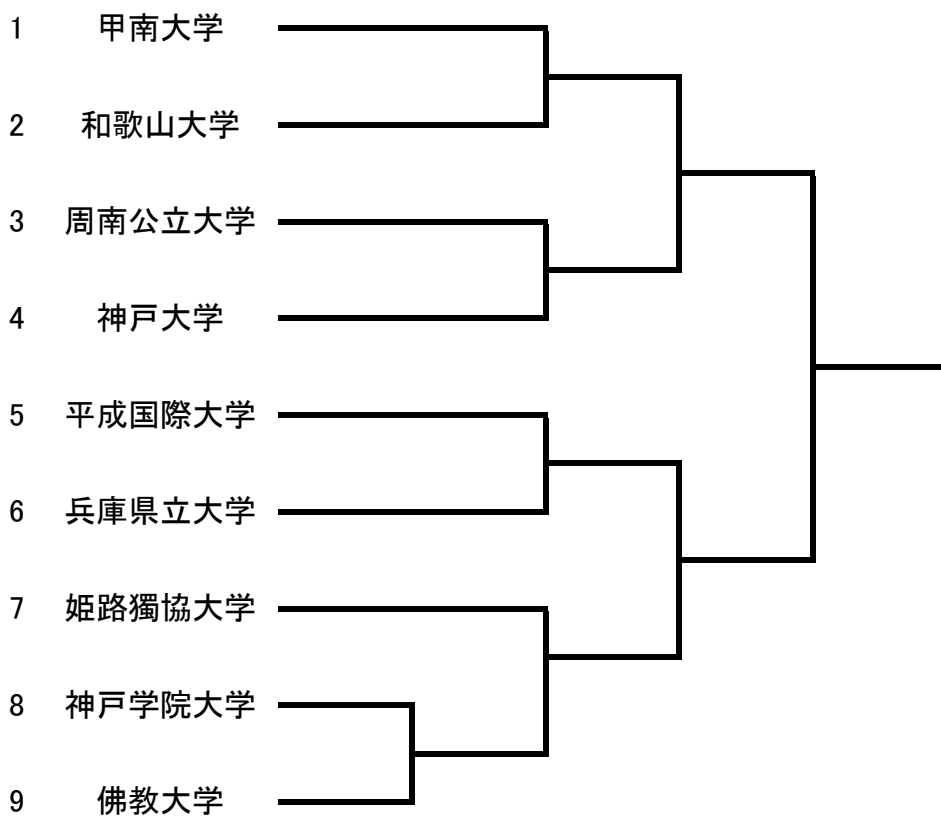 1 甲南大学
2 和歌山大学
3 周南公立大学
4 神戸大学
5 平成国際大学
6 兵庫県立大学
7 姫路獨協大学
8 神戸学院大学
9 佛教大学